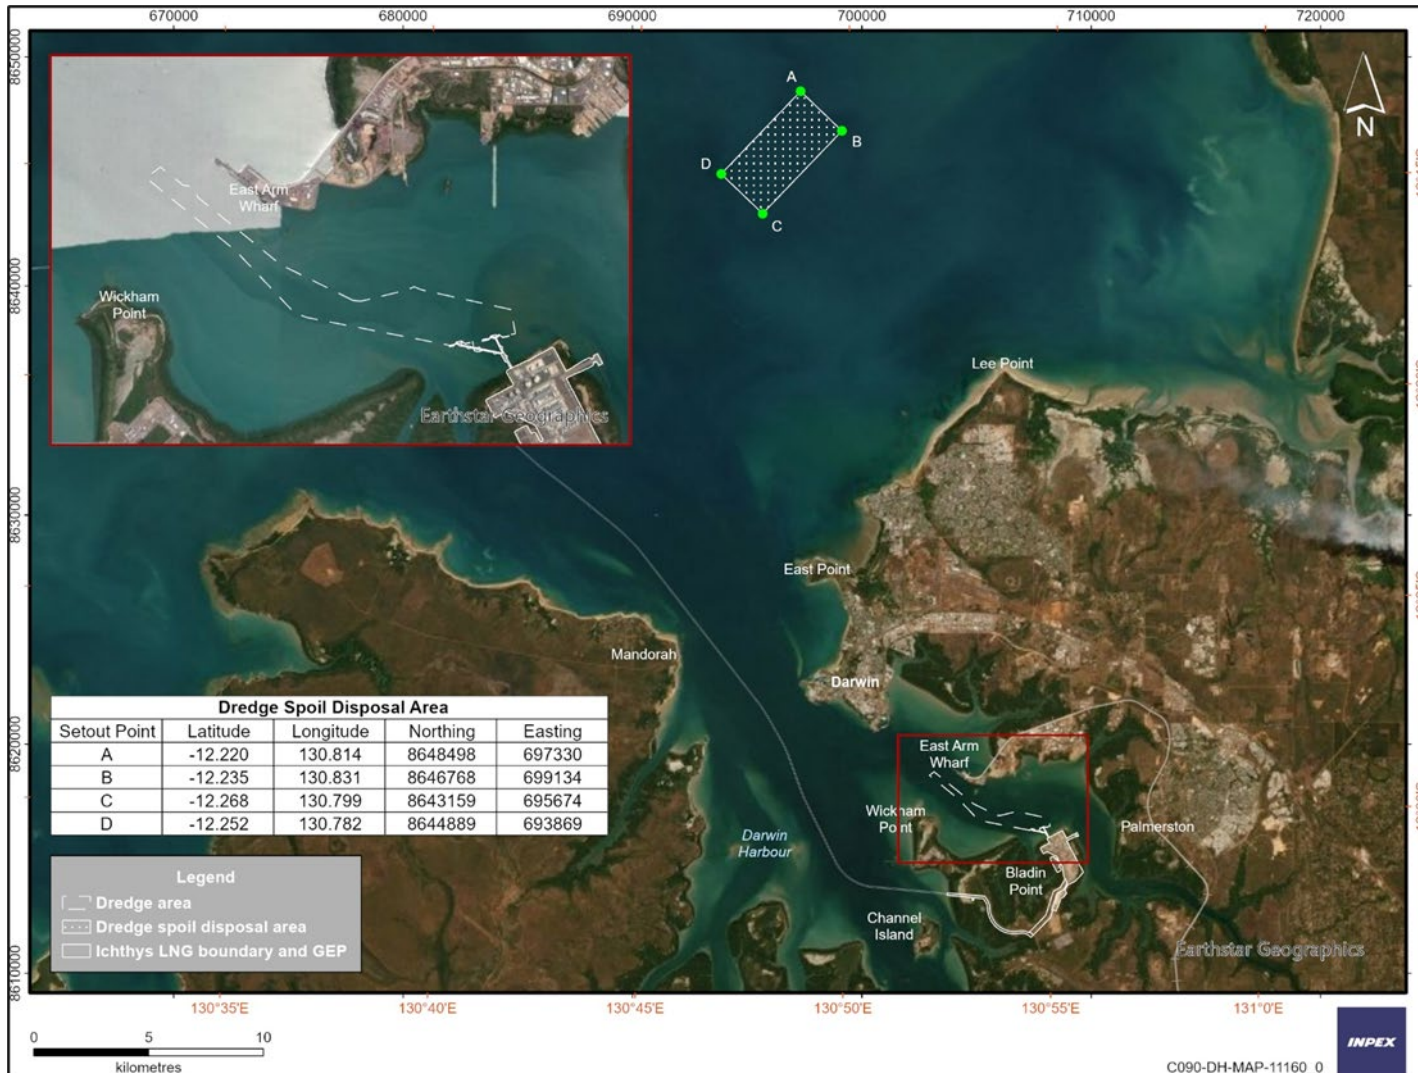 670000 680000 690000 700000 710000 720000
8650000
8640000
8630000
8620000
8610000
A
B
C
D
N
East Arm
Wharf
Wickham
Point
Earthstar Geographics
Lee Point
East Point
Mandorah
Darwin
East Arm
Wharf
Wickham
Point
Palmerston
Darwin
Harbour
Bladin
Point
Channel
Island
Earthstar Geographics
Dredge Spoil Disposal Area
Setout Point Latitude Longitude Northing Easting
A -12.220 130.814 8648498 697330
B -12.235 130.831 8646768 699134
C -12.268 130.799 8643159 695674
D -12.252 130.782 8644889 693869
Legend
Dredge area
Dredge spoil disposal area
Ichthys LNG boundary and GEP
130°35'E 130°40'E 130°45'E 130°50'E 130°55'E 131°0'E
0 5 10
kilometres
INPEX
C090-DH-MAP-11160_0